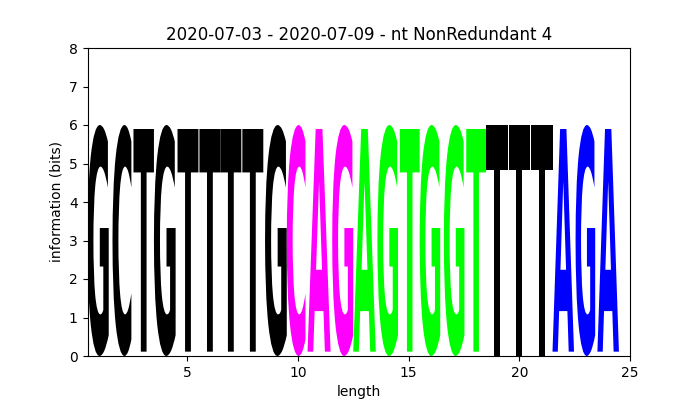 2020-07-03 - 2020-07-09 - nt NonRedundant 4
8
7
6
5
4
3
2
1
0
information (bits)
GCTGTTTTGCAGAGTGGTTTTAGA
5 10 15 20 25
length